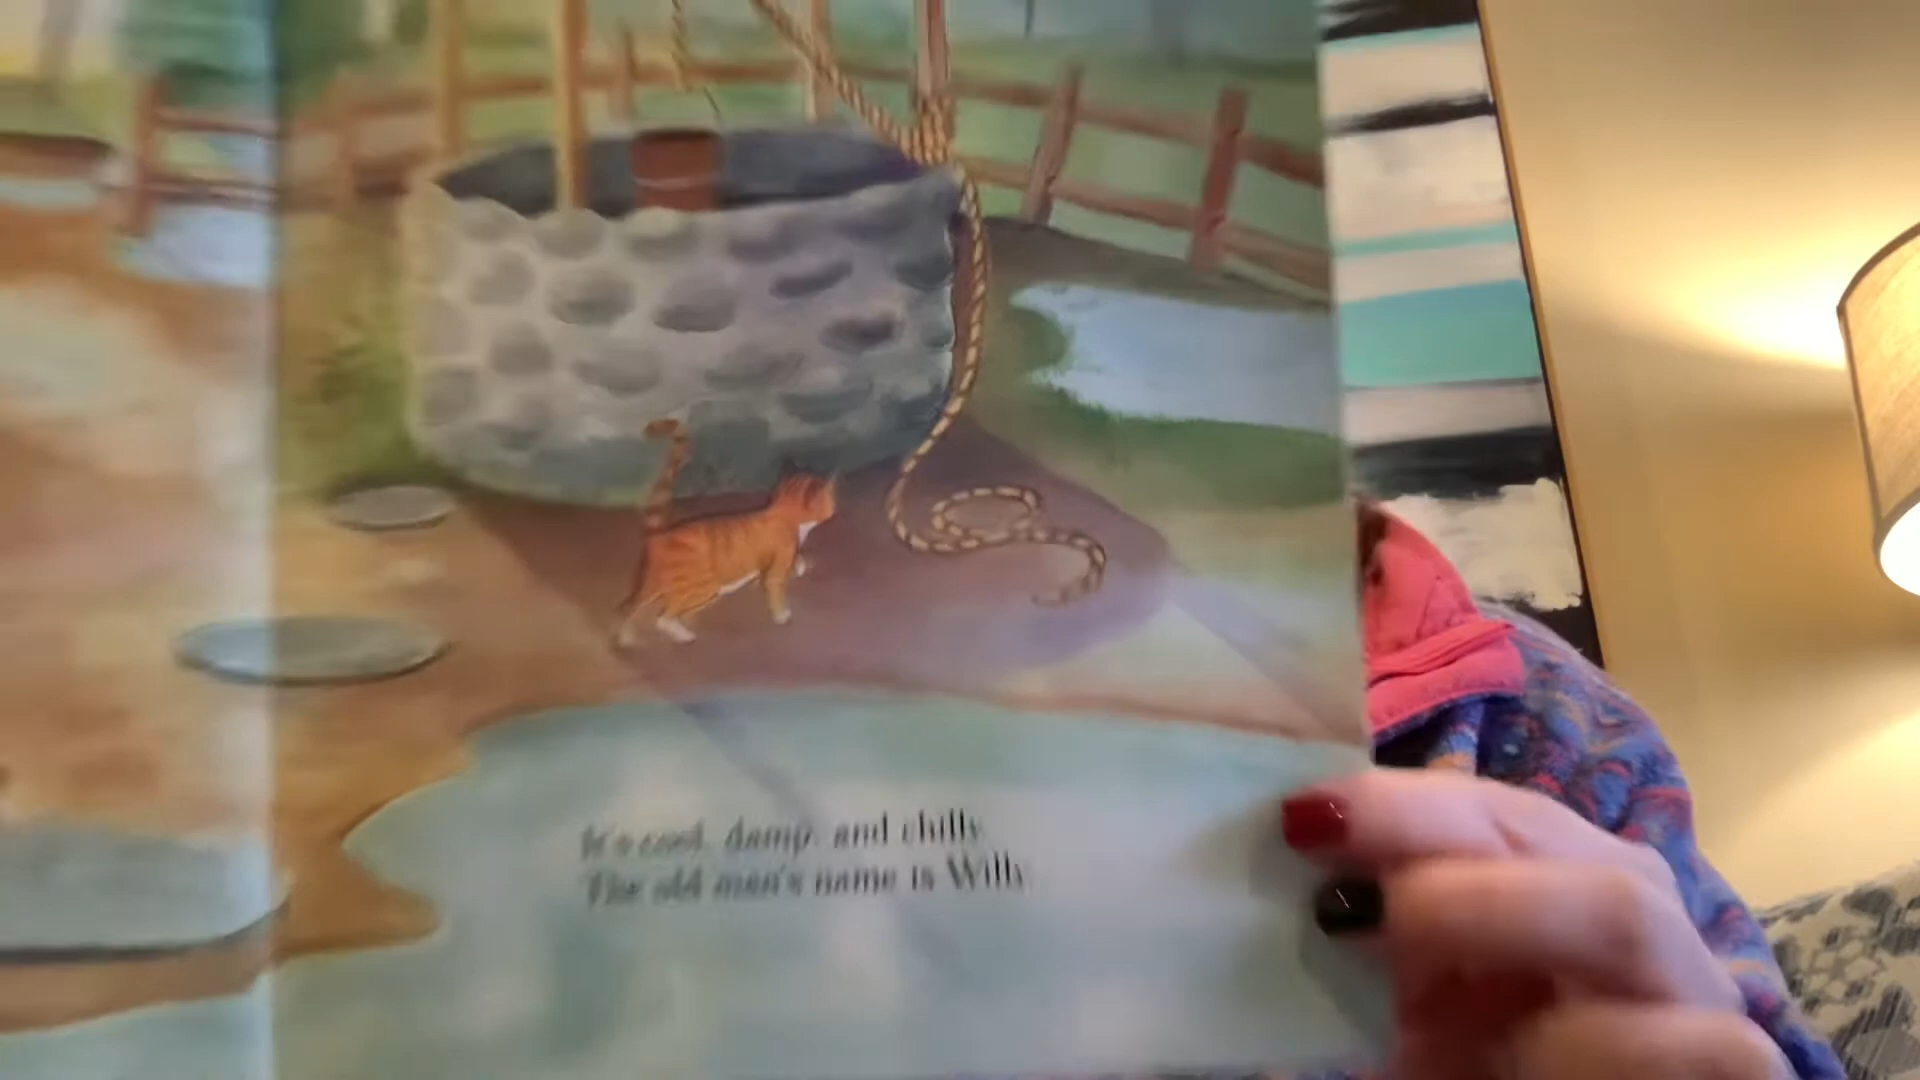 It's cool, damp, and chilly.
The old man's name is Willy.